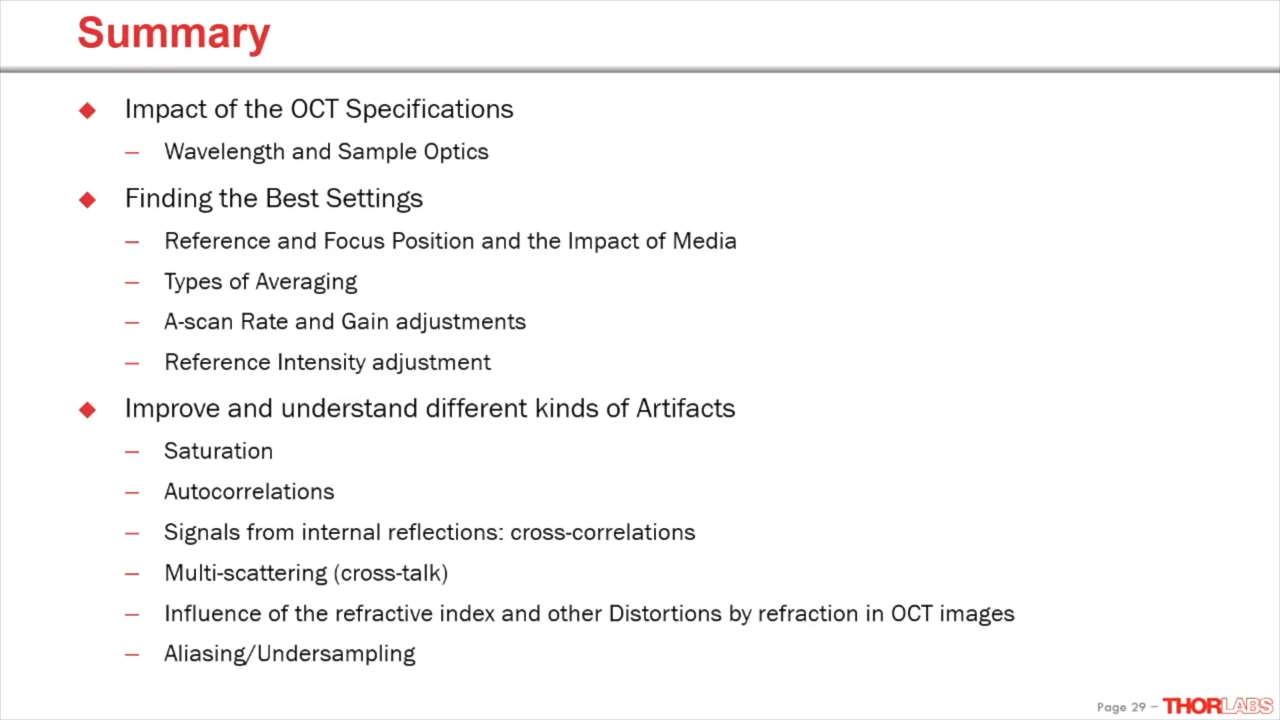 Summary
Impact of the OCT Specifications
– Wavelength and Sample Optics
Finding the Best Settings
– Reference and Focus Position and the Impact of Media
– Types of Averaging
– A-scan Rate and Gain adjustments
– Reference Intensity adjustment
Improve and understand different kinds of Artifacts
– Saturation
– Autocorrelations
– Signals from internal reflections: cross-correlations
– Multi-scattering (cross-talk)
– Influence of the refractive index and other Distortions by refraction in OCT images
– Aliasing/Undersampling
Page 29 – THORLABS